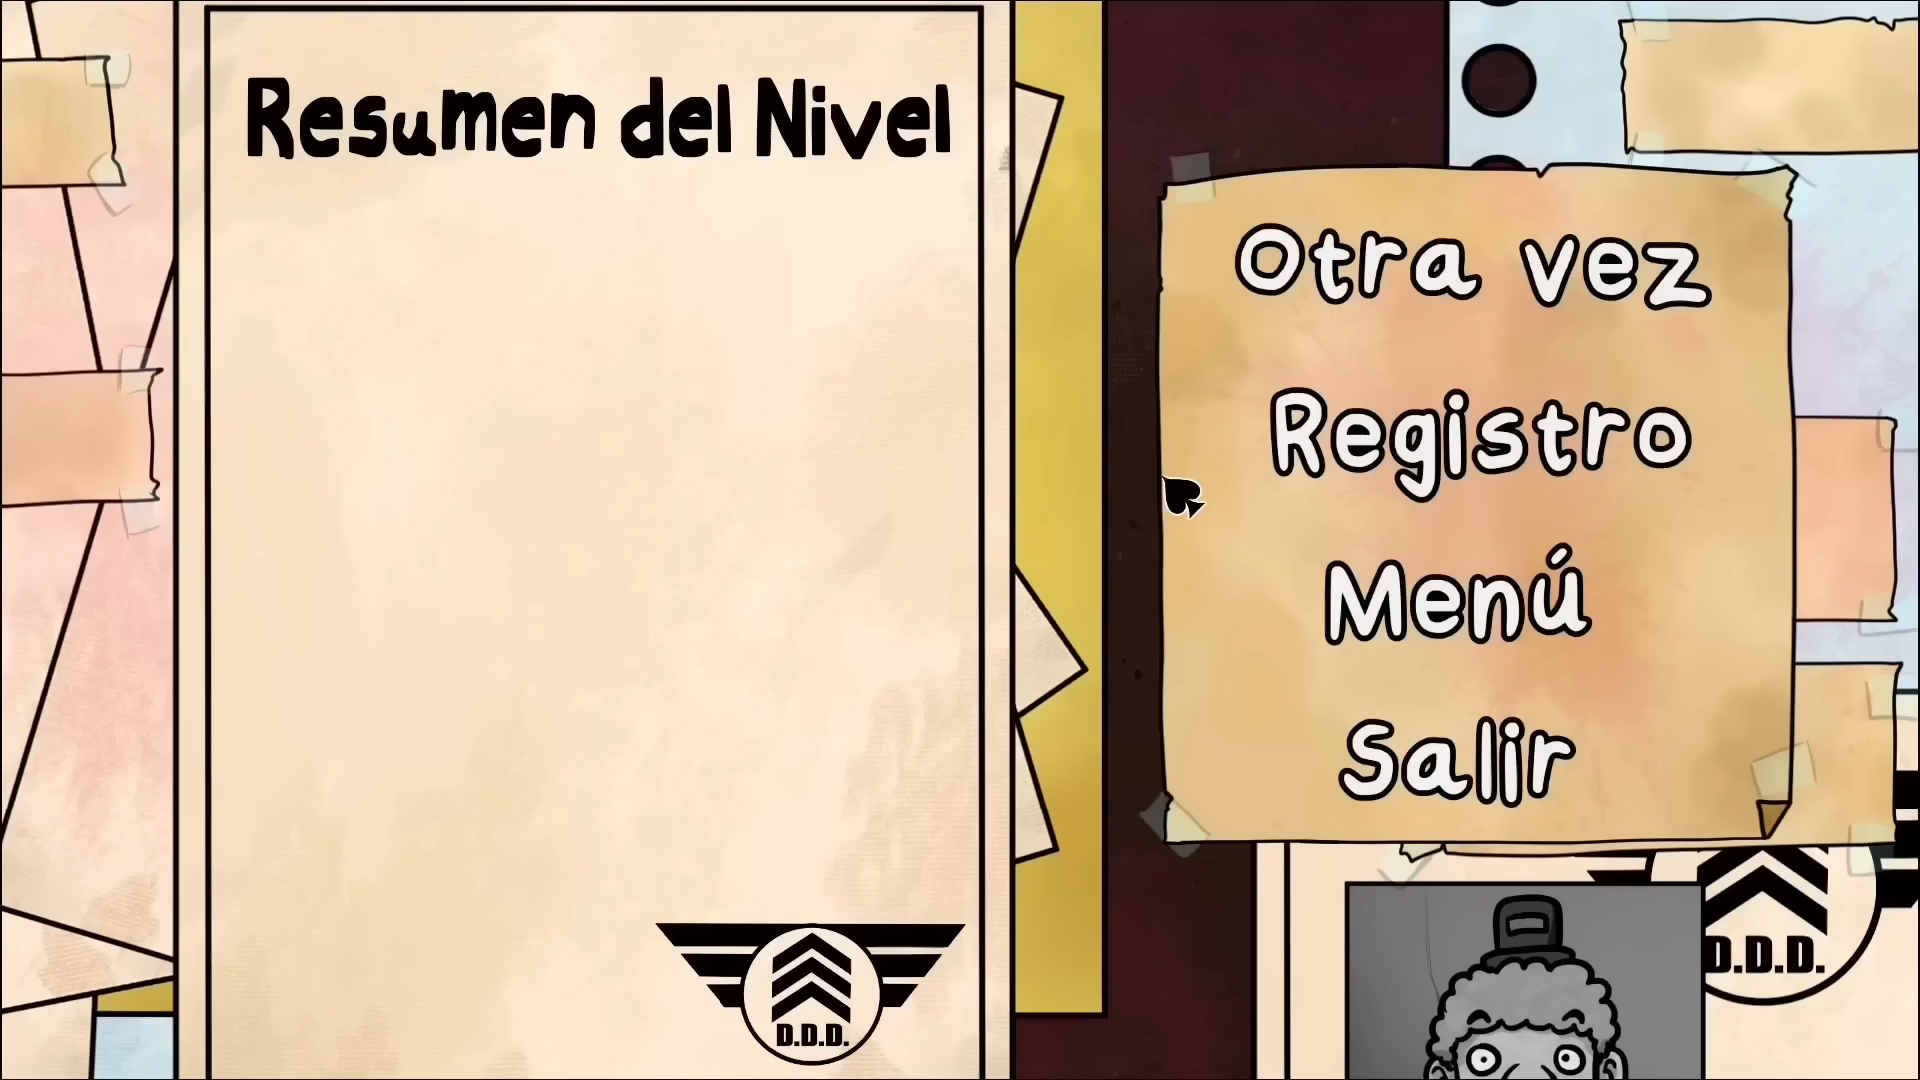 Resumen del Nivel
Otra vez
Registro
Menú
Salir
D.D.D.
D.D.D.